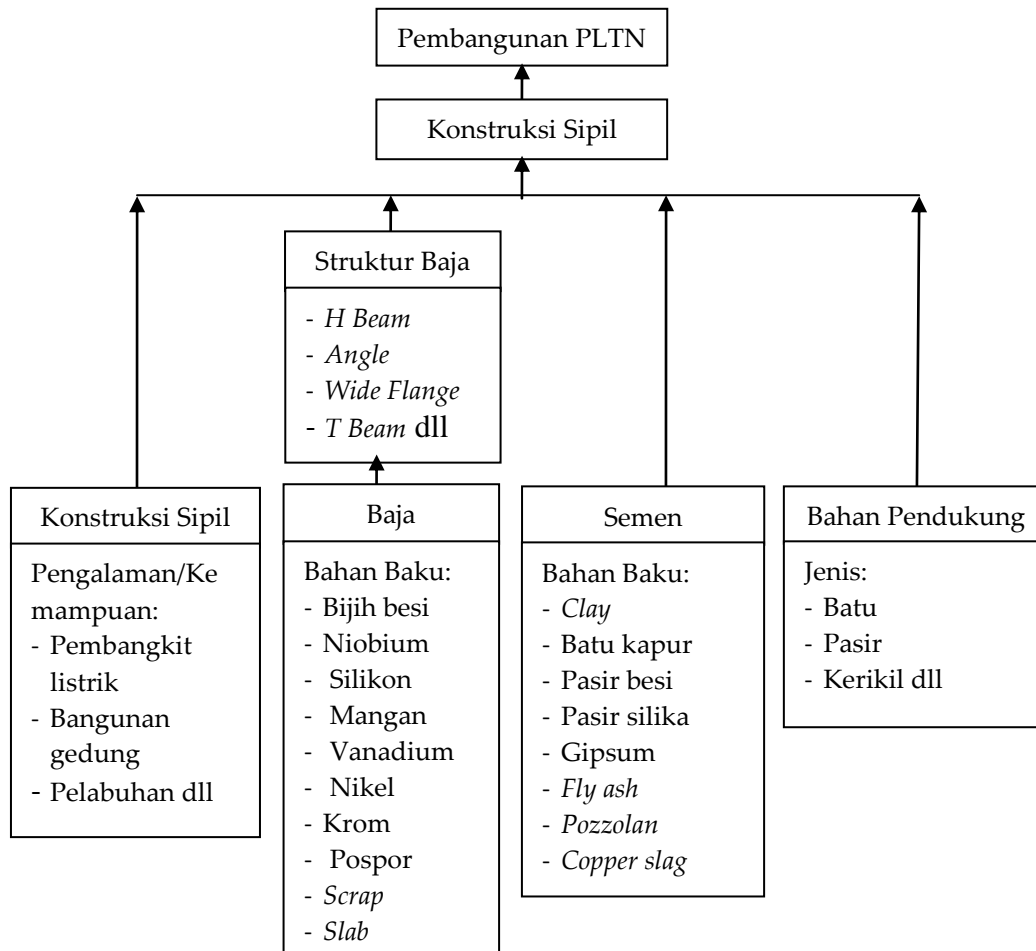 Pembangunan PLTN
Konstruksi Sipil
Struktur Baja
- H Beam
- Angle
- Wide Flange
- T Beam dll
Konstruksi Sipil
Pengalaman/Ke
mampuan:
- Pembangkit
listrik
- Bangunan
gedung
- Pelabuhan dll
Baja
Bahan Baku:
- Bijih besi
- Niobium
- Silikon
- Mangan
- Vanadium
- Nikel
- Krom
- Pospor
- Scrap
- Slab
Semen
Bahan Baku:
- Clay
- Batu kapur
- Pasir besi
- Pasir silika
- Gipsum
- Fly ash
- Pozzolan
- Copper slag
Bahan Pendukung
Jenis:
- Batu
- Pasir
- Kerikil dll